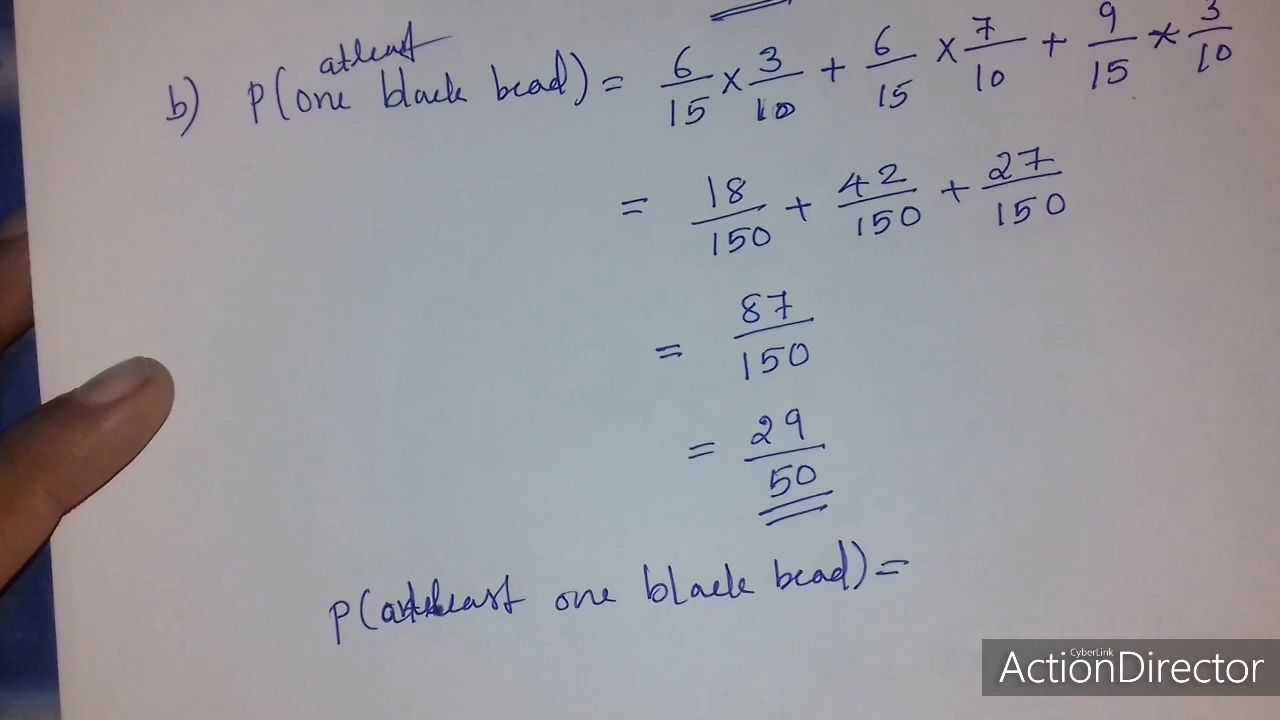 b) P(atleast one black bead) = 6/15 × 3/10 + 6/15 × 7/10 + 9/15 × 3/10
= 18/150 + 42/150 + 27/150
= 87/150
= 29/50
P(atleast one black bead) =
CyberLink
ActionDirector